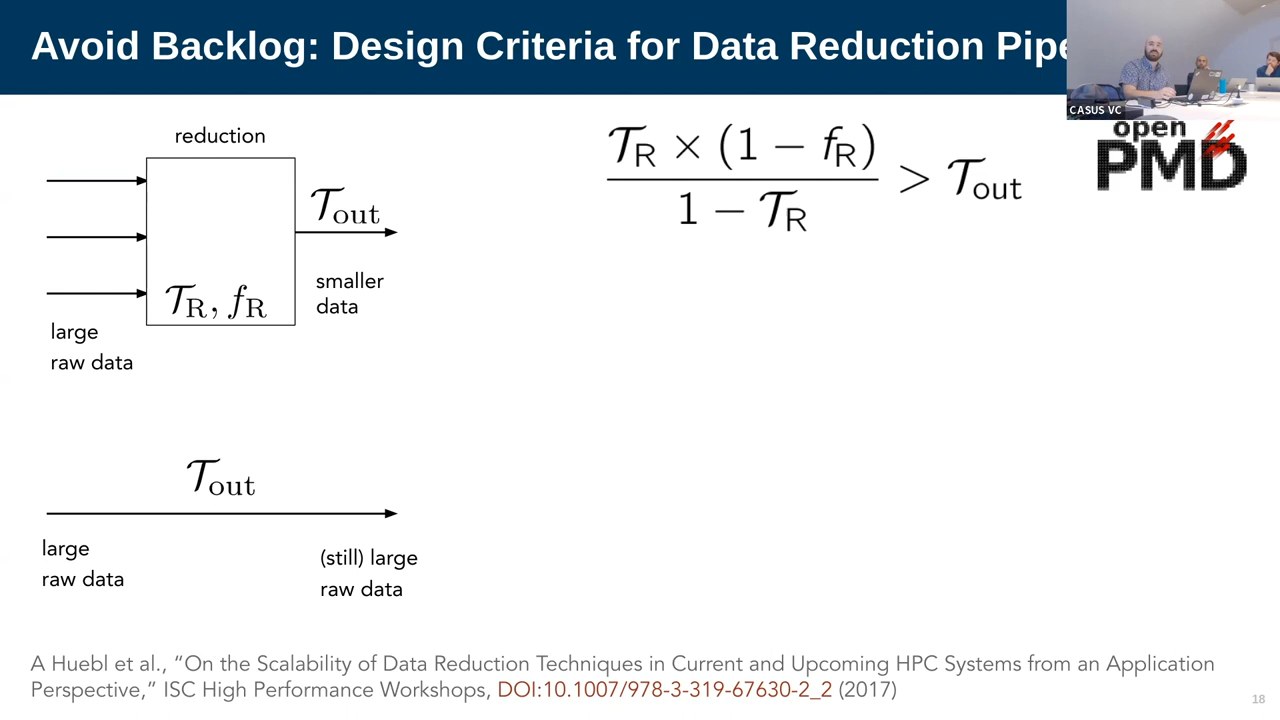 Avoid Backlog: Design Criteria for Data Reduction Pipe
CASUS VC
open
PMD
reduction
𝒯out
𝒯R, fR
large
raw data
smaller
data
𝒯R × (1 − fR)
1 − 𝒯R
> 𝒯out
𝒯out
large
raw data
(still) large
raw data
A Huebl et al., “On the Scalability of Data Reduction Techniques in Current and Upcoming HPC Systems from an Application
Perspective,” ISC High Performance Workshops, DOI:10.1007/978-3-319-67630-2_2 (2017)
18